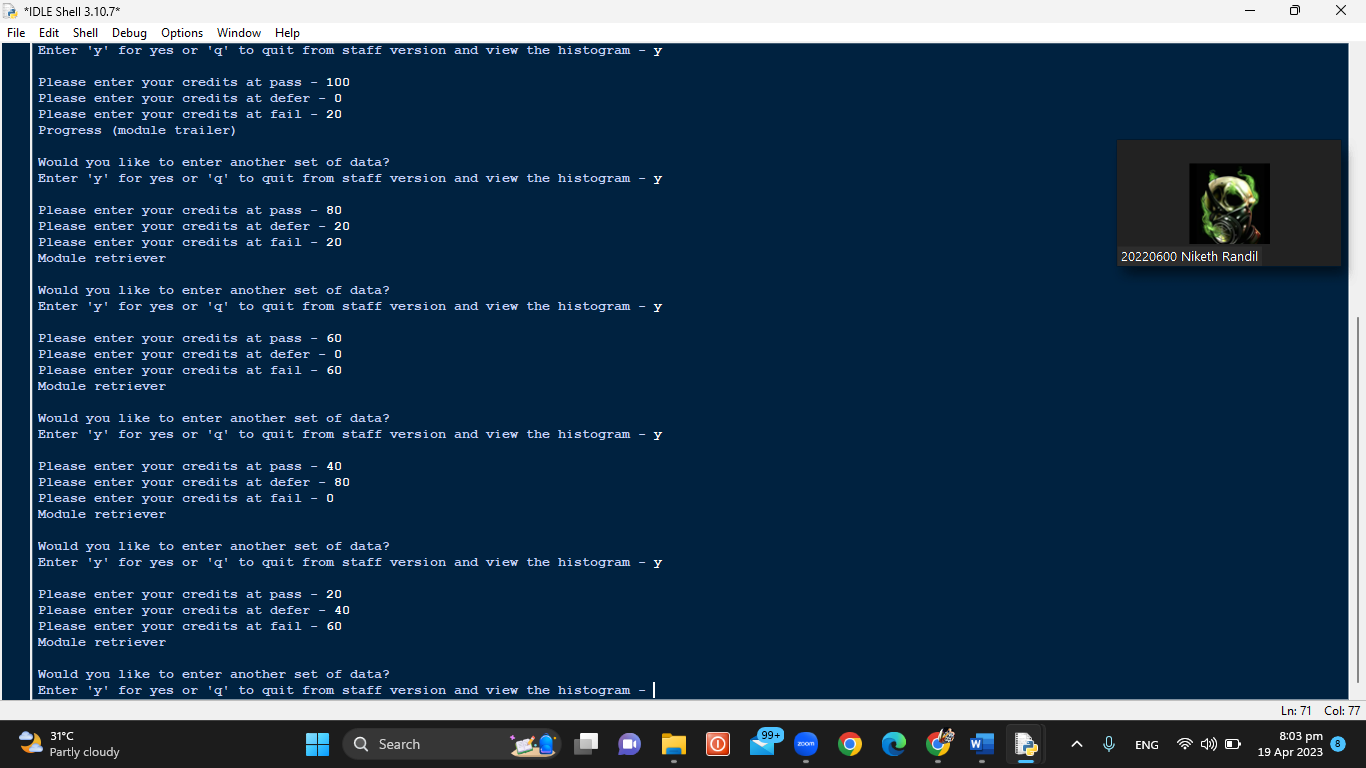 *IDLE Shell 3.10.7*
File Edit Shell Debug Options Window Help
Enter 'y' for yes or 'q' to quit from staff version and view the histogram - y
Please enter your credits at pass - 100
Please enter your credits at defer - 0
Please enter your credits at fail - 20
Progress (module trailer)
Would you like to enter another set of data?
Enter 'y' for yes or 'q' to quit from staff version and view the histogram - y
Please enter your credits at pass - 80
Please enter your credits at defer - 20
Please enter your credits at fail - 20
Module retriever
Would you like to enter another set of data?
Enter 'y' for yes or 'q' to quit from staff version and view the histogram - y
Please enter your credits at pass - 60
Please enter your credits at defer - 0
Please enter your credits at fail - 60
Module retriever
Would you like to enter another set of data?
Enter 'y' for yes or 'q' to quit from staff version and view the histogram - y
Please enter your credits at pass - 40
Please enter your credits at defer - 80
Please enter your credits at fail - 0
Module retriever
Would you like to enter another set of data?
Enter 'y' for yes or 'q' to quit from staff version and view the histogram - y
Please enter your credits at pass - 20
Please enter your credits at defer - 40
Please enter your credits at fail - 60
Module retriever
Would you like to enter another set of data?
Enter 'y' for yes or 'q' to quit from staff version and view the histogram -
20220600 Niketh Randil
Ln: 71 Col: 77
31°C
Partly cloudy
Search
99+
zoom
W
ENG
8:03 pm
19 Apr 2023
8